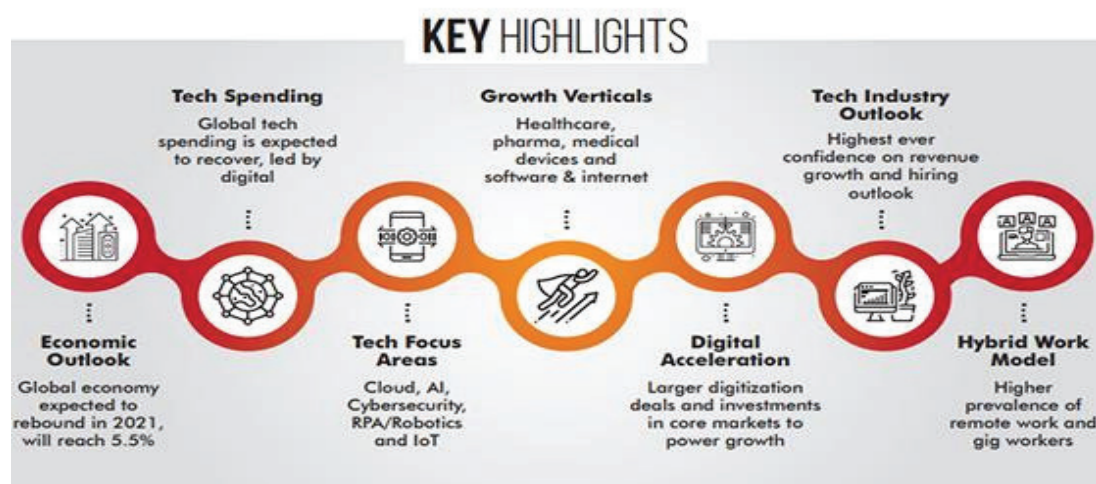 KEY HIGHLIGHTS
Tech Spending
Global tech
spending is expected
to recover, led by
digital
Growth Verticals
Healthcare,
pharma, medical
devices and
software & internet
Tech Industry
Outlook
Highest ever
confidence on revenue
growth and hiring
outlook
Economic
Outlook
Global economy
expected to
rebound in 2021,
will reach 5.5%
Tech Focus
Areas
Cloud, AI,
Cybersecurity,
RPA/Robotics
and IoT
Digital
Acceleration
Larger digitization
deals and investments
in core markets to
power growth
Hybrid Work
Model
Higher
prevalence of
remote work and
gig workers